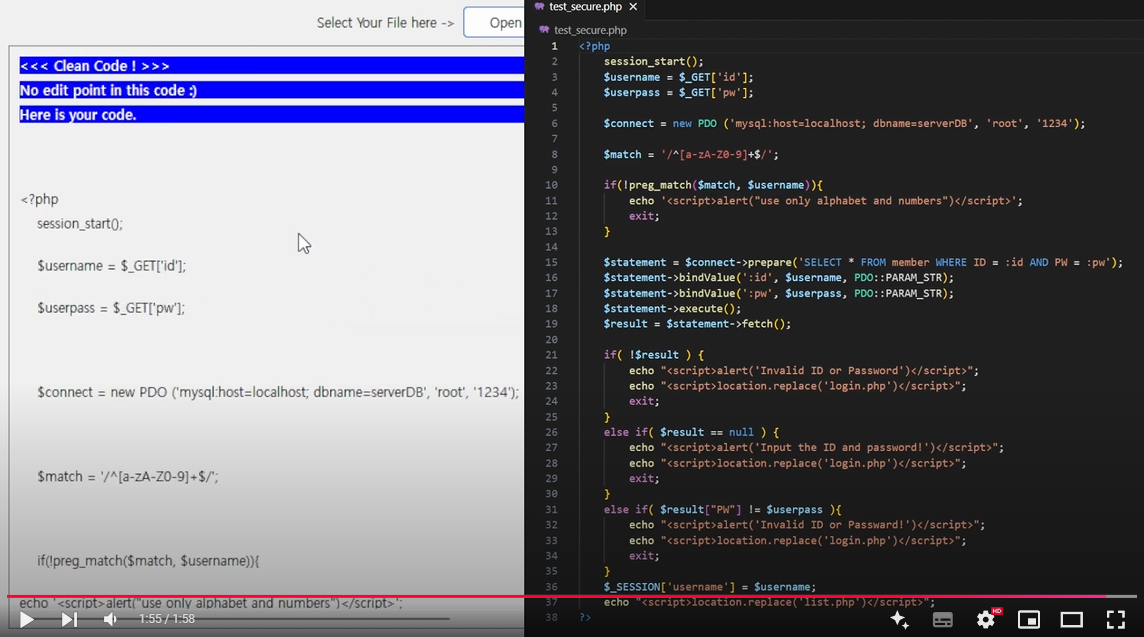 Select Your File here -> Open
<<< Clean Code ! >>>
No edit point in this code :)
Here is your code.
<?php
session_start();
$username = $_GET['id'];
$userpass = $_GET['pw'];
$connect = new PDO ('mysql:host=localhost; dbname=serverDB', 'root', '1234');
$match = '/^[a-zA-Z0-9]+$/';
if(!preg_match($match, $username)){
echo '<script>alert("use only alphabet and numbers")</script>';
1:55 / 1:58
test_secure.php ×
test_secure.php
1 <?php
2 session_start();
3 $username = $_GET['id'];
4 $userpass = $_GET['pw'];
5
6 $connect = new PDO ('mysql:host=localhost; dbname=serverDB', 'root', '1234');
7
8 $match = '/^[a-zA-Z0-9]+$/';
9
10 if(!preg_match($match, $username)){
11 echo '<script>alert("use only alphabet and numbers")</script>';
12 exit;
13 }
14
15 $statement = $connect->prepare('SELECT * FROM member WHERE ID = :id AND PW = :pw');
16 $statement->bindValue(':id', $username, PDO::PARAM_STR);
17 $statement->bindValue(':pw', $userpass, PDO::PARAM_STR);
18 $statement->execute();
19 $result = $statement->fetch();
20
21 if( !$result ) {
22 echo "<script>alert('Invalid ID or Password')</script>";
23 echo "<script>location.replace('login.php')</script>";
24 exit;
25 }
26 else if( $result == null ) {
27 echo "<script>alert('Input the ID and password!')</script>";
28 echo "<script>location.replace('login.php')</script>";
29 exit;
30 }
31 else if( $result["PW"] != $userpass ){
32 echo "<script>alert('Invalid ID or Passward!')</script>";
33 echo "<script>location.replace('login.php')</script>";
34 exit;
35 }
36 $_SESSION['username'] = $username;
37 echo "<script>location.replace('list.php')</script>";
38 ?>
HD